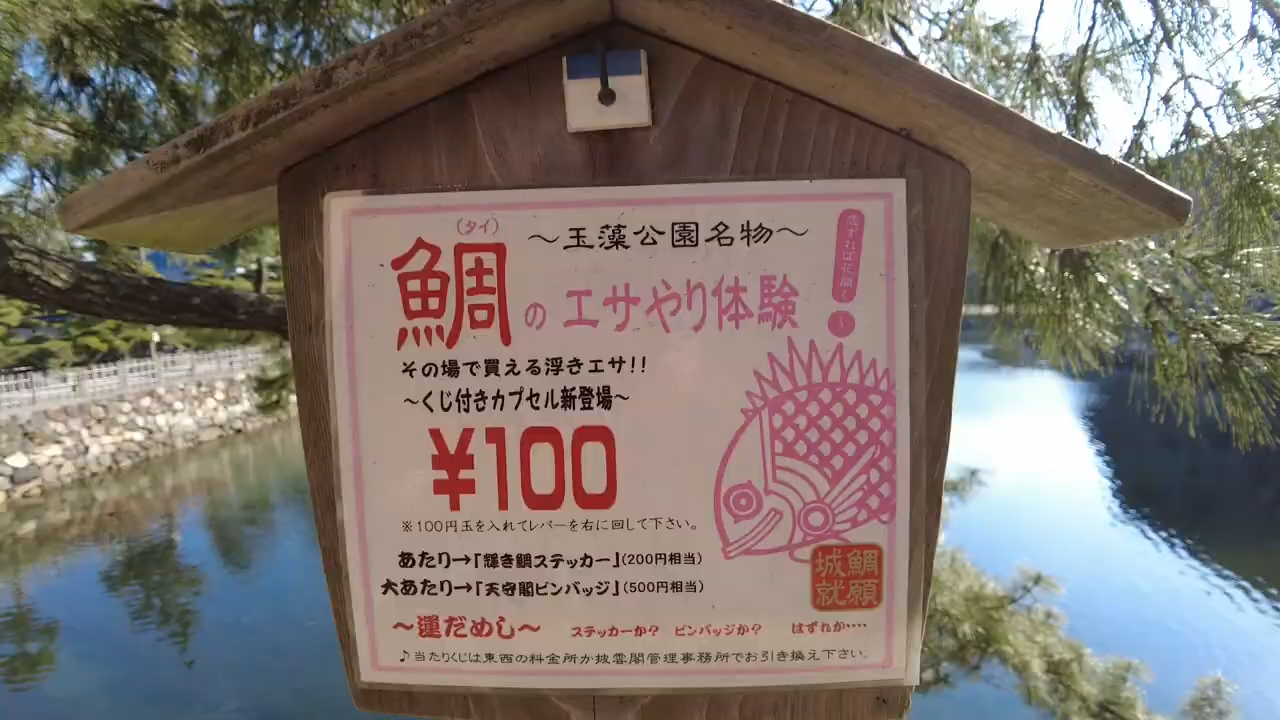 ～玉藻公園名物～
（タイ）
鯛のエサやり体験
その場で買える浮きエサ!!
～くじ付きカプセル新登場～
¥100
※100円玉を入れてレバーを右に回して下さい。
あたり→「輝き鯛ステッカー」(200円相当)
大あたり→「天守閣ピンバッジ」(500円相当)
～運だめし～ ステッカーか？ ピンバッジか？ はずれか‥‥
♪当たりくじは東西の料金所か披雲閣管理事務所でお引き換え下さい。
鯛願
城就